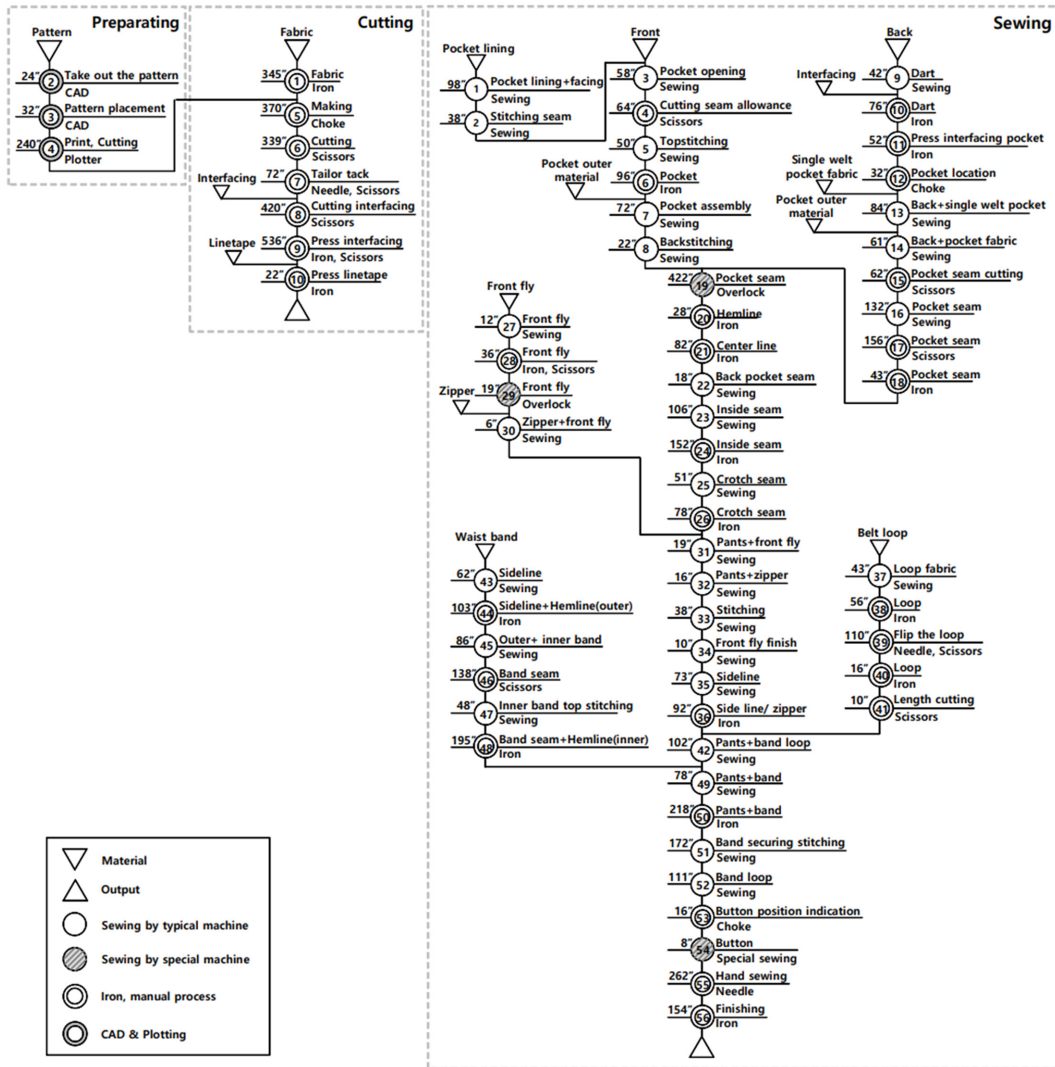 Preparating
Pattern
24" 2 Take out the pattern
CAD
32" 3 Pattern placement
CAD
240" 4 Print, Cutting
Plotter
Cutting
Fabric
345" 1 Fabric
Iron
370" 5 Making
Choke
339" 6 Cutting
Scissors
72" 7 Tailor tack
Needle, Scissors
Interfacing
420" 8 Cutting interfacing
Scissors
536" 9 Press interfacing
Iron, Scissors
Linetape
22" 10 Press linetape
Iron
Sewing
Pocket lining
98" 1 Pocket lining+facing
Sewing
38" 2 Stitching seam
Sewing
Front
58" 3 Pocket opening
Sewing
64" 4 Cutting seam allowance
Scissors
50" 5 Topstitching
Sewing
96" 6 Pocket
Iron
Pocket outer
material
72" 7 Pocket assembly
Sewing
22" 8 Backstitching
Sewing
Back
42" 9 Dart
Sewing
Interfacing
76" 10 Dart
Iron
52" 11 Press interfacing pocket
Iron
32" 12 Pocket location
Choke
Single welt
pocket fabric
84" 13 Back+single welt pocket
Sewing
Pocket outer
material
61" 14 Back+pocket fabric
Sewing
62" 15 Pocket seam cutting
Scissors
132" 16 Pocket seam
Sewing
156" 17 Pocket seam
Scissors
43" 18 Pocket seam
Iron
422" 19 Pocket seam
Overlock
28" 20 Hemline
Iron
82" 21 Center line
Iron
18" 22 Back pocket seam
Sewing
106" 23 Inside seam
Sewing
152" 24 Inside seam
Iron
51" 25 Crotch seam
Sewing
78" 26 Crotch seam
Iron
Front fly
12" 27 Front fly
Sewing
36" 28 Front fly
Iron, Scissors
19" 29 Front fly
Overlock
Zipper
6" 30 Zipper+front fly
Sewing
19" 31 Pants+front fly
Sewing
16" 32 Pants+zipper
Sewing
38" 33 Stitching
Sewing
10" 34 Front fly finish
Sewing
73" 35 Sideline
Sewing
92" 36 Side line/ zipper
Iron
Belt loop
43" 37 Loop fabric
Sewing
56" 38 Loop
Iron
110" 39 Flip the loop
Needle, Scissors
16" 40 Loop
Iron
10" 41 Length cutting
Scissors
102" 42 Pants+band loop
Sewing
Waist band
62" 43 Sideline
Sewing
103" 44 Sideline+Hemline(outer)
Iron
86" 45 Outer+ inner band
Sewing
138" 46 Band seam
Scissors
48" 47 Inner band top stitching
Sewing
195" 48 Band seam+Hemline(inner)
Iron
78" 49 Pants+band
Sewing
218" 50 Pants+band
Iron
172" 51 Band securing stitching
Sewing
111" 52 Band loop
Sewing
16" 53 Button position indication
Choke
8" 54 Button
Special sewing
262" 55 Hand sewing
Needle
154" 56 Finishing
Iron
Material
Output
Sewing by typical machine
Sewing by special machine
Iron, manual process
CAD & Plotting